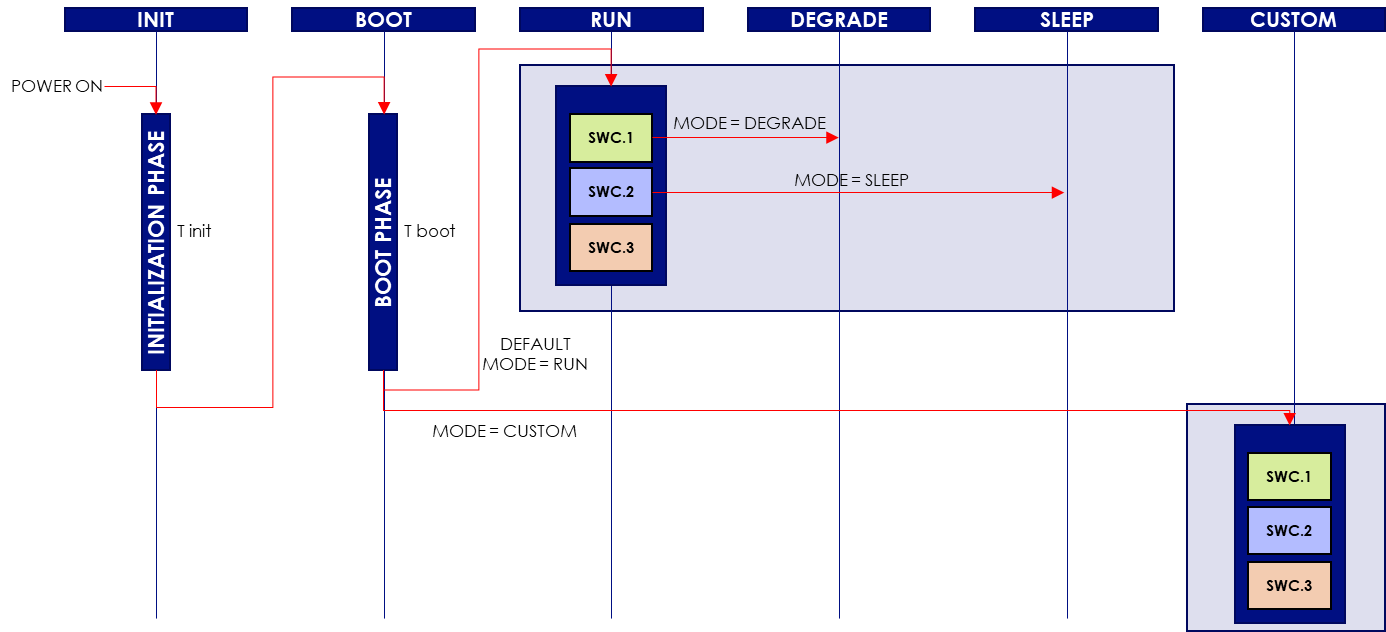 INIT
BOOT
RUN
DEGRADE
SLEEP
CUSTOM
POWER ON
INITIALIZATION PHASE
T init
BOOT PHASE
T boot
SWC.1
MODE = DEGRADE
SWC.2
MODE = SLEEP
SWC.3
DEFAULT
MODE = RUN
MODE = CUSTOM
SWC.1
SWC.2
SWC.3